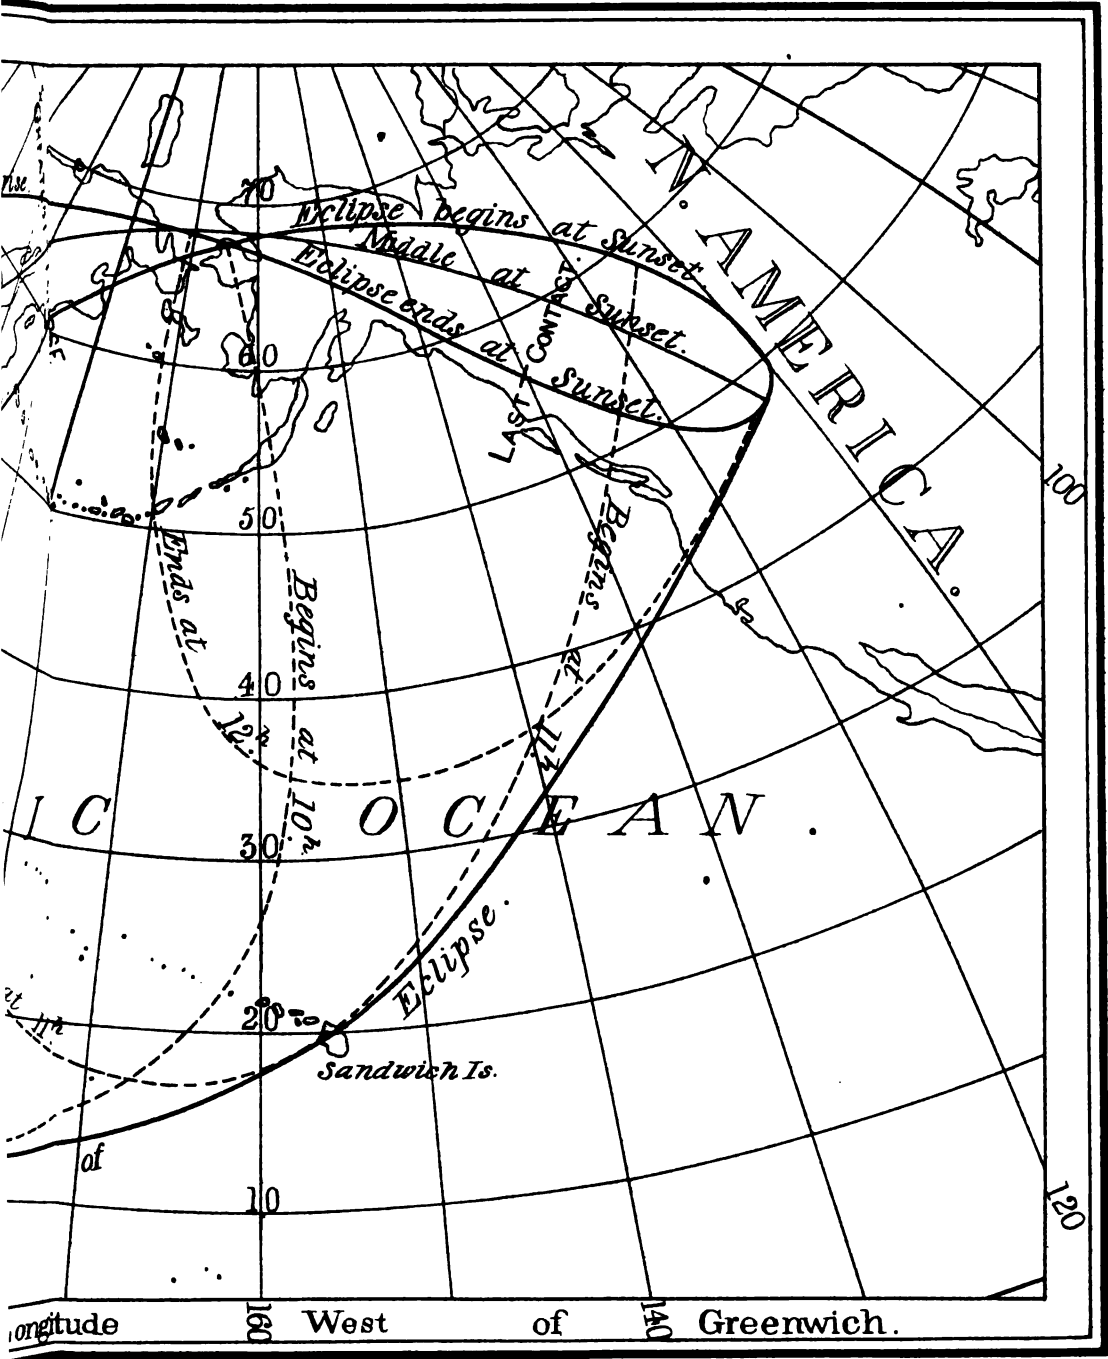 70
Eclipse begins at sunset.
Middle at sunset.
Eclipse ends at sunset.
LAST CONTACT.
N. AMERICA.
60
50
100
Ends at 12h
Begins at 10h.
Begins at 11h
40
IC OCEAN
30
Eclipse.
at 11h
20
Sandwich Is.
of
10
120
160
140
ongitude West of Greenwich.